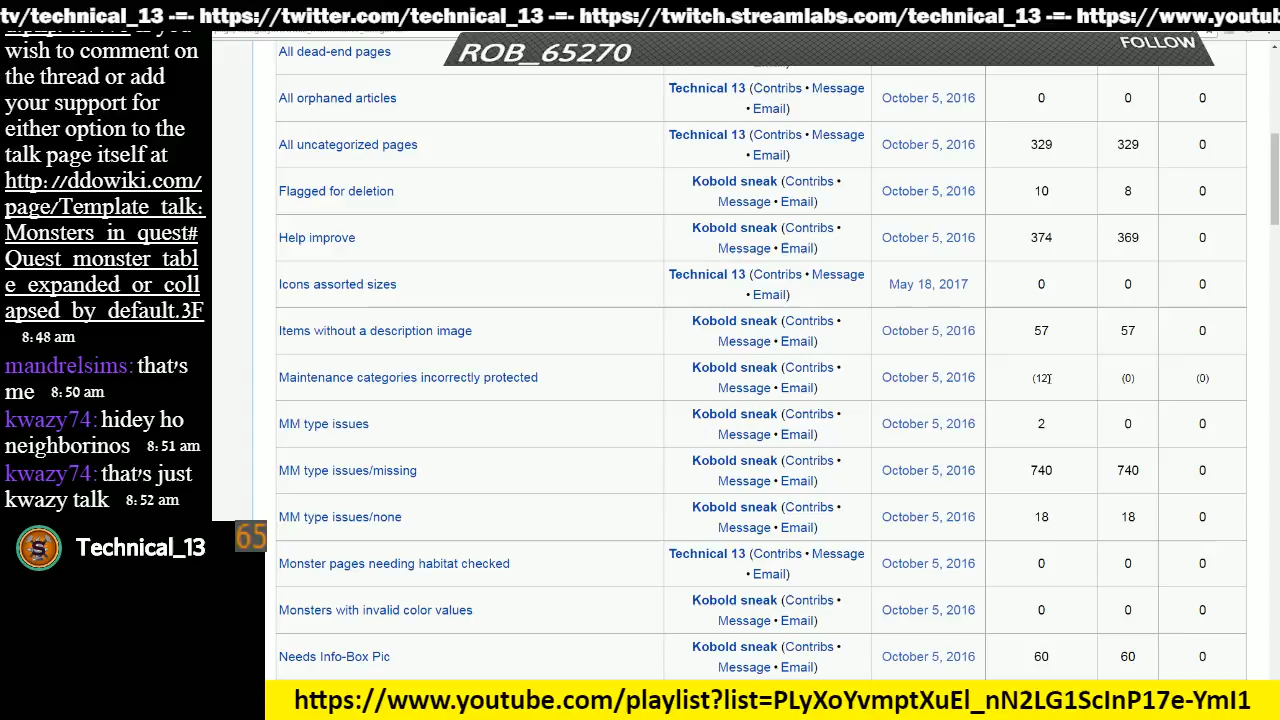 tv/technical_13 -=- https://twitter.com/technical_13 -=- https://twitch.streamlabs.com/technical_13 -=- https://www.youtub
wish to comment on
the thread or add
your support for
either option to the
talk page itself at
http://ddowiki.com/
page/Template_talk:
Monsters_in_quest#
Quest_monster_tabl
e_expanded_or_coll
apsed_by_default.3F
8:48 am
mandrelsims: that's
me 8:50 am
kwazy74: hidey ho
neighborinos 8:51 am
kwazy74: that's just
kwazy talk 8:52 am
Technical_13
65
ROB_65270
FOLLOW
All dead-end pages
All orphaned articles Technical 13 (Contribs • Message • Email) October 5, 2016 0 0 0
All uncategorized pages Technical 13 (Contribs • Message • Email) October 5, 2016 329 329 0
Flagged for deletion Kobold sneak (Contribs • Message • Email) October 5, 2016 10 8 0
Help improve Kobold sneak (Contribs • Message • Email) October 5, 2016 374 369 0
Icons assorted sizes Technical 13 (Contribs • Message • Email) May 18, 2017 0 0 0
Items without a description image Kobold sneak (Contribs • Message • Email) October 5, 2016 57 57 0
Maintenance categories incorrectly protected Kobold sneak (Contribs • Message • Email) October 5, 2016 (12) (0) (0)
MM type issues Kobold sneak (Contribs • Message • Email) October 5, 2016 2 0 0
MM type issues/missing Kobold sneak (Contribs • Message • Email) October 5, 2016 740 740 0
MM type issues/none Kobold sneak (Contribs • Message • Email) October 5, 2016 18 18 0
Monster pages needing habitat checked Technical 13 (Contribs • Message • Email) October 5, 2016 0 0 0
Monsters with invalid color values Kobold sneak (Contribs • Message • Email) October 5, 2016 0 0 0
Needs Info-Box Pic Kobold sneak (Contribs • Message • Email) October 5, 2016 60 60 0
https://www.youtube.com/playlist?list=PLyXoYvmptXuEl_nN2LG1ScInP17e-YmI1